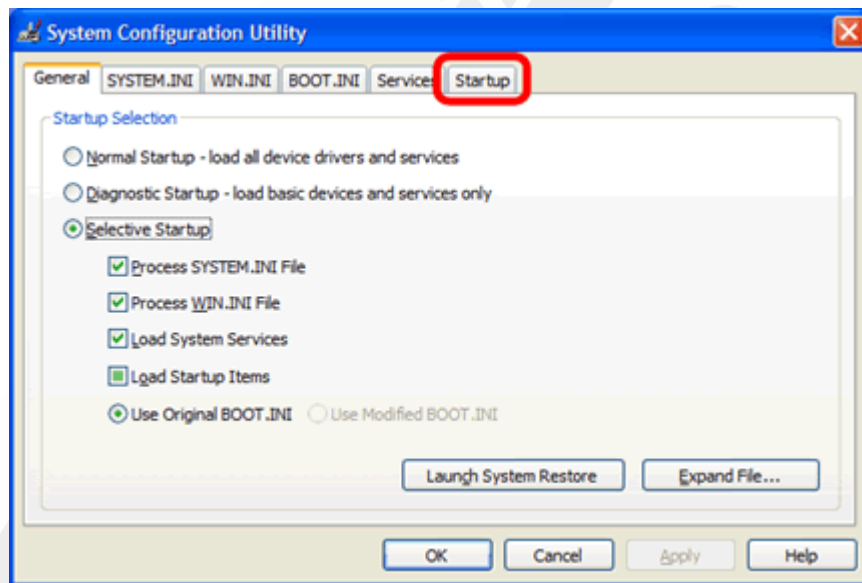 System Configuration Utility
General SYSTEM.INI WIN.INI BOOT.INI Services Startup
Startup Selection
Normal Startup - load all device drivers and services
Diagnostic Startup - load basic devices and services only
Selective Startup
Process SYSTEM.INI File
Process WIN.INI File
Load System Services
Load Startup Items
Use Original BOOT.INI Use Modified BOOT.INI
Launch System Restore Expand File...
OK Cancel Apply Help